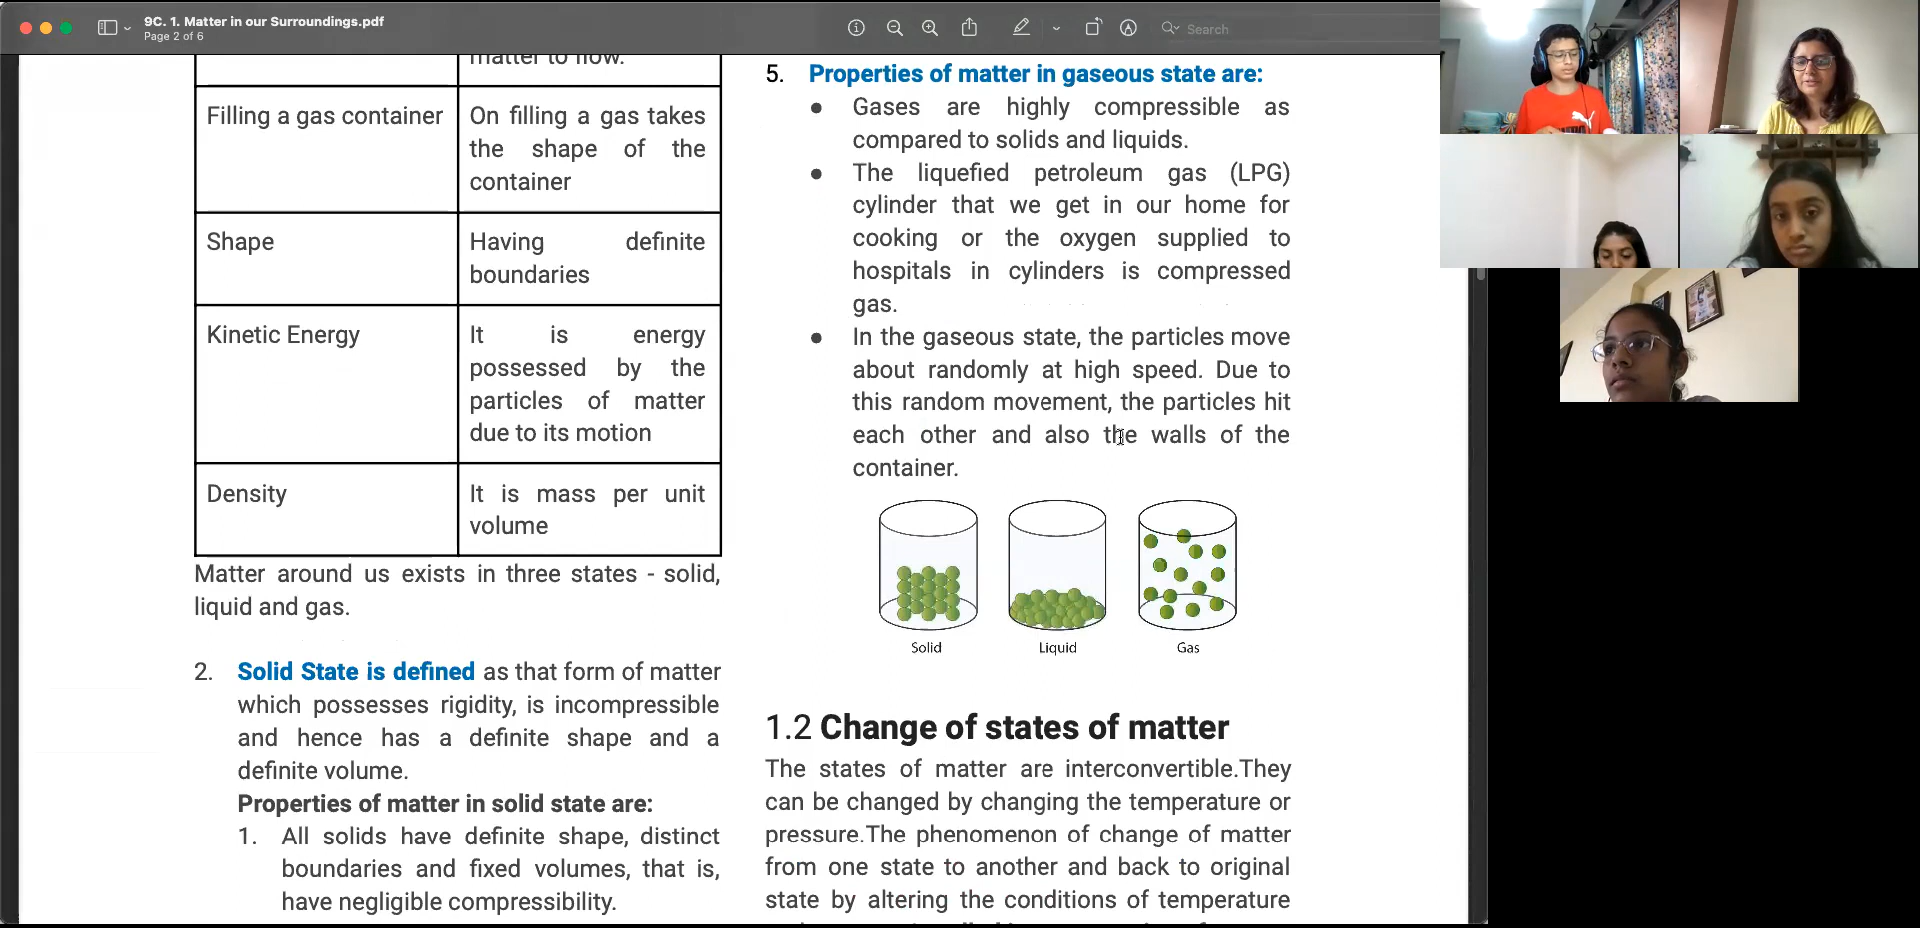 9C. 1. Matter in our Surroundings.pdf
Page 2 of 6
Search
matter to flow.
Filling a gas container
On filling a gas takes
the shape of the
container
Shape
Having definite
boundaries
Kinetic Energy
It is energy
possessed by the
particles of matter
due to its motion
Density
It is mass per unit
volume
Matter around us exists in three states - solid,
liquid and gas.
2. Solid State is defined as that form of matter
which possesses rigidity, is incompressible
and hence has a definite shape and a
definite volume.
Properties of matter in solid state are:
1. All solids have definite shape, distinct
boundaries and fixed volumes, that is,
have negligible compressibility.
5. Properties of matter in gaseous state are:
● Gases are highly compressible as
compared to solids and liquids.
● The liquefied petroleum gas (LPG)
cylinder that we get in our home for
cooking or the oxygen supplied to
hospitals in cylinders is compressed
gas.
● In the gaseous state, the particles move
about randomly at high speed. Due to
this random movement, the particles hit
each other and also the walls of the
container.
Solid
Liquid
Gas
1.2 Change of states of matter
The states of matter are interconvertible.They
can be changed by changing the temperature or
pressure.The phenomenon of change of matter
from one state to another and back to original
state by altering the conditions of temperature